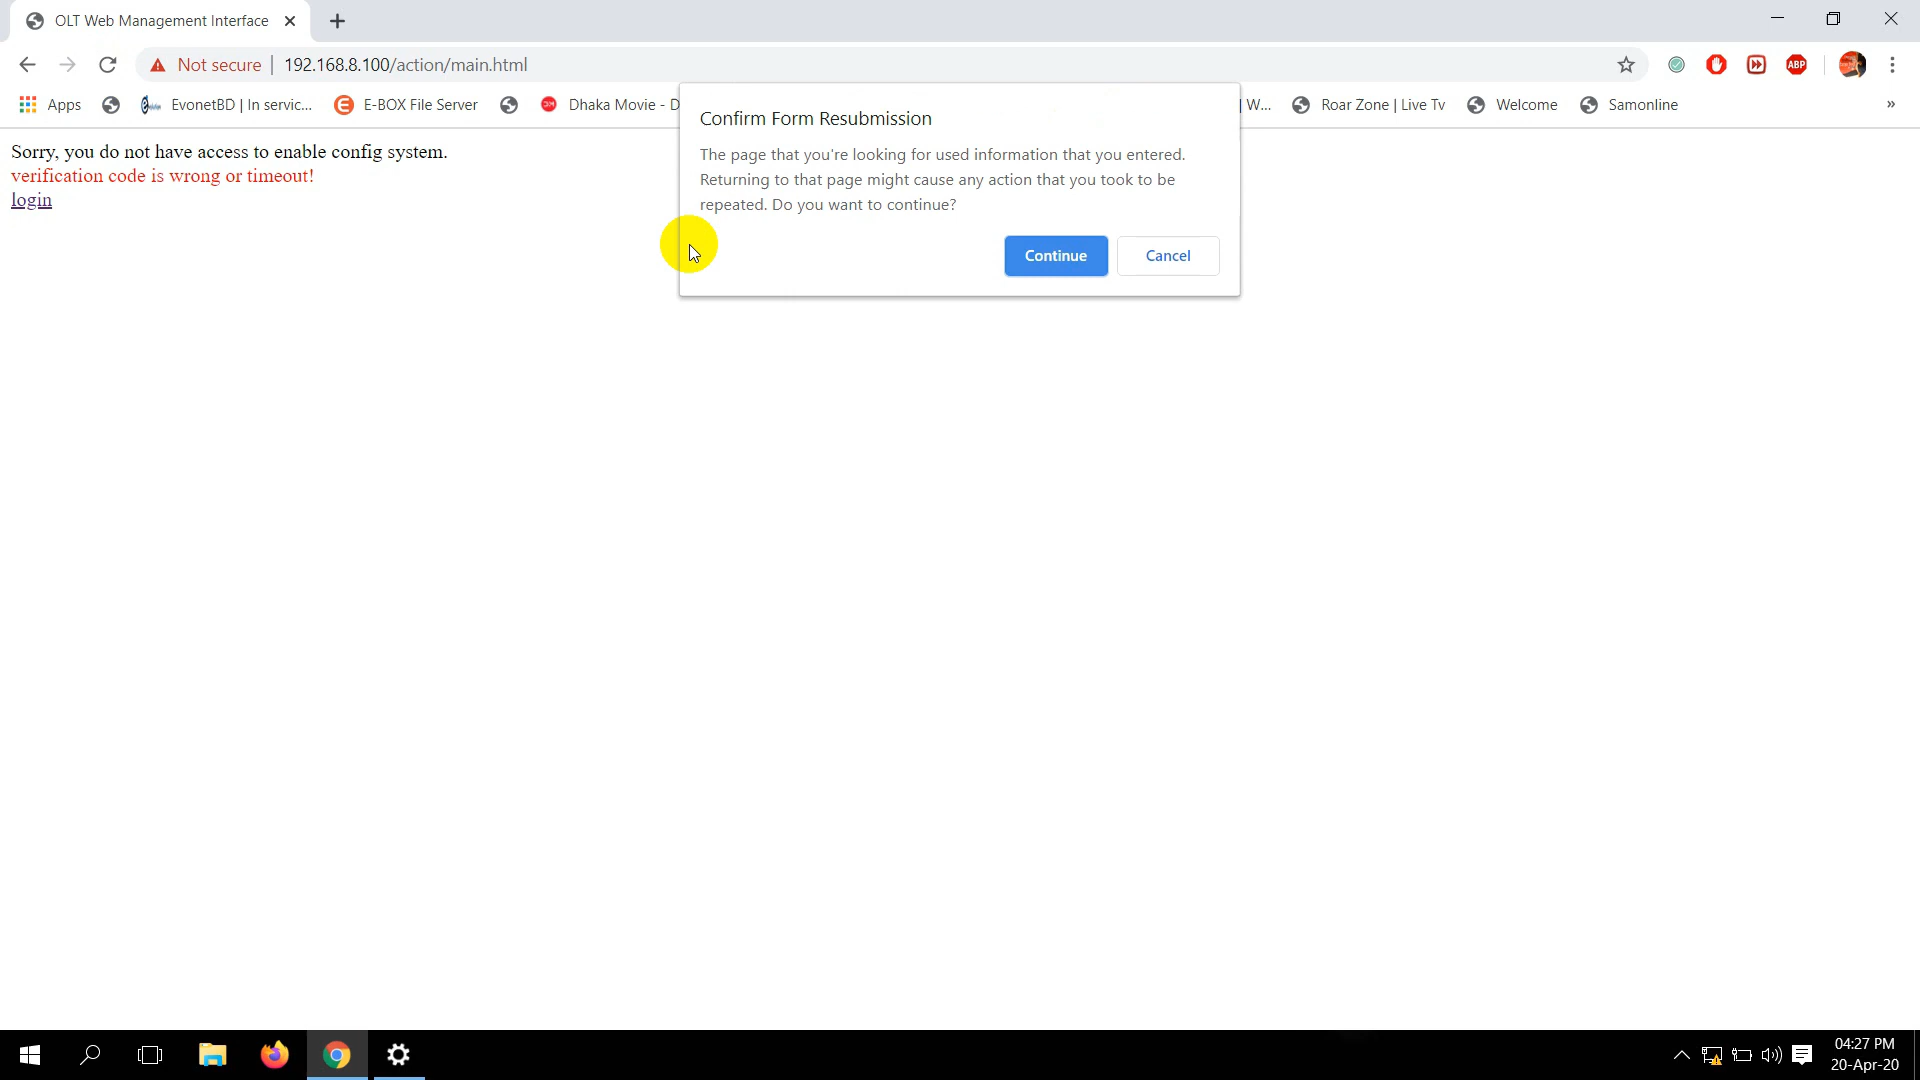 OLT Web Management Interface
Not secure
192.168.8.100/action/main.html
ABP
Apps
EvonetBD | In servic...
E-BOX File Server
DM
Dhaka Movie - D
| W...
Roar Zone | Live Tv
Welcome
Samonline
»
Sorry, you do not have access to enable config system.
verification code is wrong or timeout!
login
Confirm Form Resubmission
The page that you're looking for used information that you entered.
Returning to that page might cause any action that you took to be
repeated. Do you want to continue?
Continue
Cancel
04:27 PM
20-Apr-20